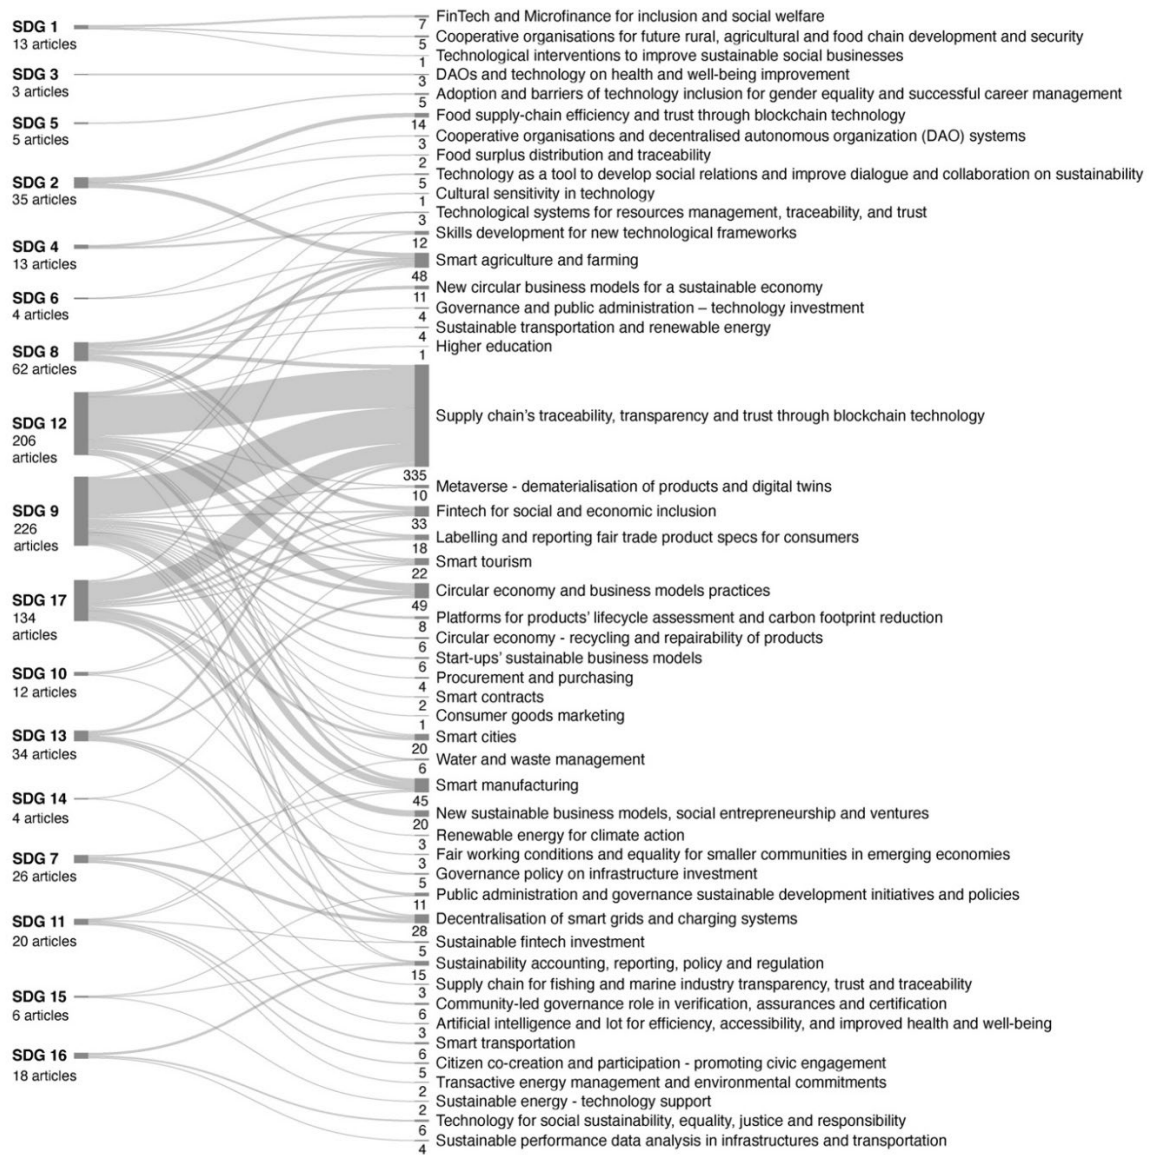 SDG 1
13 articles
SDG 3
3 articles
SDG 5
5 articles
SDG 2
35 articles
SDG 4
13 articles
SDG 6
4 articles
SDG 8
62 articles
SDG 12
206
articles
SDG 9
226
articles
SDG 17
134
articles
SDG 10
12 articles
SDG 13
34 articles
SDG 14
4 articles
SDG 7
26 articles
SDG 11
20 articles
SDG 15
6 articles
SDG 16
18 articles
FinTech and Microfinance for inclusion and social welfare
7
Cooperative organisations for future rural, agricultural and food chain development and security
5
Technological interventions to improve sustainable social businesses
1
DAOs and technology on health and well-being improvement
3
Adoption and barriers of technology inclusion for gender equality and successful career management
5
Food supply-chain efficiency and trust through blockchain technology
14
Cooperative organisations and decentralised autonomous organization (DAO) systems
3
Food surplus distribution and traceability
2
Technology as a tool to develop social relations and improve dialogue and collaboration on sustainability
5
Cultural sensitivity in technology
1
Technological systems for resources management, traceability, and trust
3
Skills development for new technological frameworks
12
Smart agriculture and farming
48
New circular business models for a sustainable economy
11
Governance and public administration – technology investment
4
Sustainable transportation and renewable energy
4
Higher education
1
Supply chain's traceability, transparency and trust through blockchain technology
335
Metaverse - dematerialisation of products and digital twins
10
Fintech for social and economic inclusion
33
Labelling and reporting fair trade product specs for consumers
18
Smart tourism
22
Circular economy and business models practices
49
Platforms for products' lifecycle assessment and carbon footprint reduction
8
Circular economy - recycling and repairability of products
6
Start-ups' sustainable business models
6
Procurement and purchasing
4
Smart contracts
2
Consumer goods marketing
1
Smart cities
20
Water and waste management
6
Smart manufacturing
45
New sustainable business models, social entrepreneurship and ventures
20
Renewable energy for climate action
3
Fair working conditions and equality for smaller communities in emerging economies
3
Governance policy on infrastructure investment
5
Public administration and governance sustainable development initiatives and policies
11
Decentralisation of smart grids and charging systems
28
Sustainable fintech investment
5
Sustainability accounting, reporting, policy and regulation
15
Supply chain for fishing and marine industry transparency, trust and traceability
3
Community-led governance role in verification, assurances and certification
6
Artificial intelligence and lot for efficiency, accessibility, and improved health and well-being
3
Smart transportation
6
Citizen co-creation and participation - promoting civic engagement
5
Transactive energy management and environmental commitments
2
Sustainable energy - technology support
2
Technology for social sustainability, equality, justice and responsibility
6
Sustainable performance data analysis in infrastructures and transportation
4